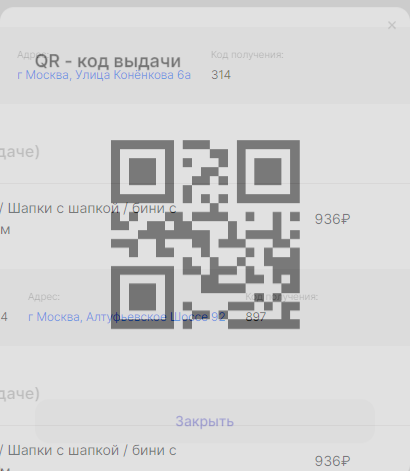 ×
Адрес: Код получения:
QR - код выдачи
г Москва, Улица Конёнкова 6а 314
даче)
/ Шапки с шапкой / бини с
936₽
м
Адрес: Код получения:
4 г Москва, Алтуфьевское Шоссе 92 897
даче)
Закрыть
/ Шапки с шапкой / бини с
936₽